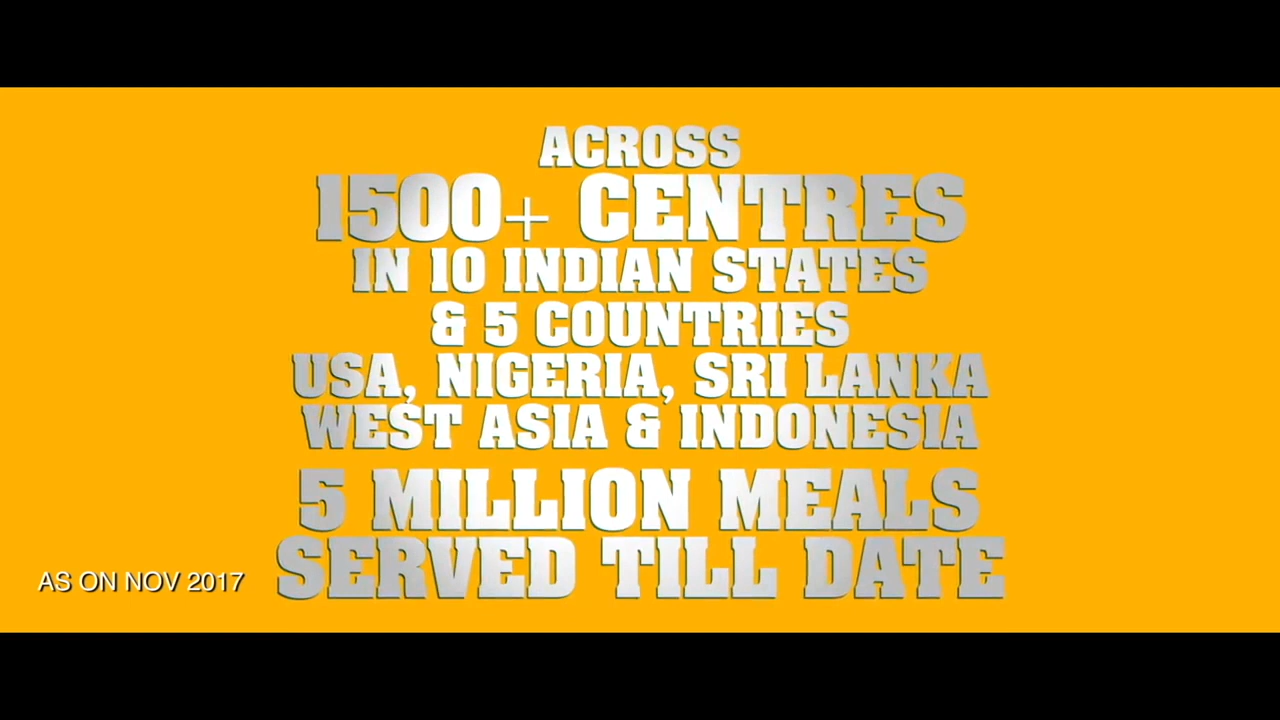 ACROSS
1500+ CENTRES
IN 10 INDIAN STATES
& 5 COUNTRIES
USA, NIGERIA, SRI LANKA
WEST ASIA & INDONESIA
5 MILLION MEALS
SERVED TILL DATE
AS ON NOV 2017